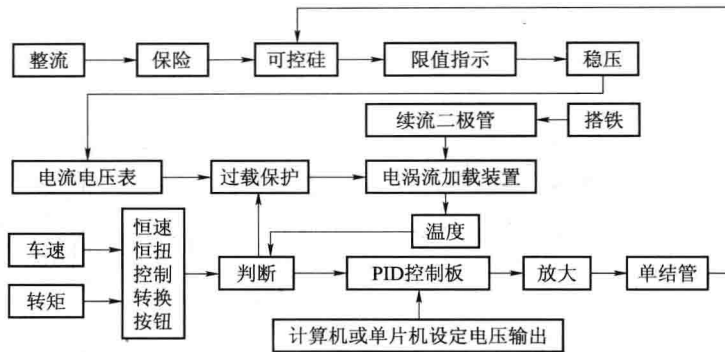 整流
保险
可控硅
限值指示
稳压
续流二极管
搭铁
电流电压表
过载保护
电涡流加载装置
车速
转矩
恒速
恒扭
控制
转换
按钮
温度
判断
PID控制板
放大
单结管
计算机或单片机设定电压输出